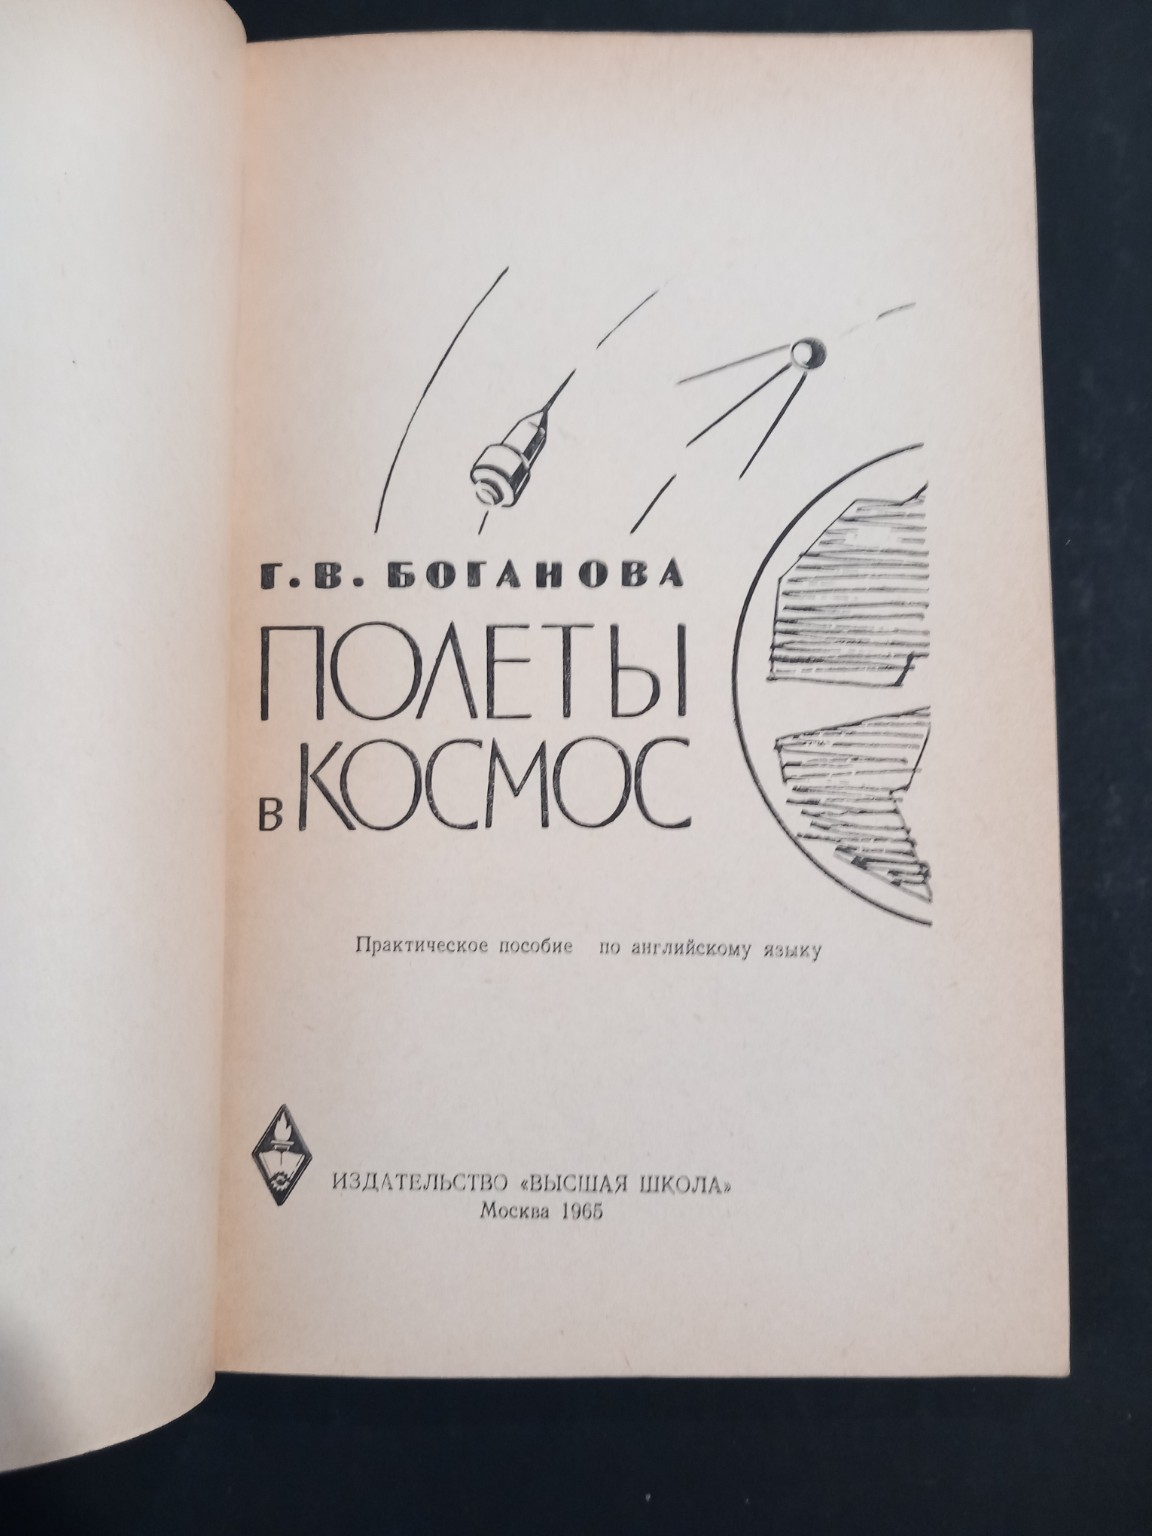 Г. В. БОГАНОВА
ПОЛЕТЫ
в КОСМОС
Практическое пособие по английскому языку
ИЗДАТЕЛЬСТВО «ВЫСШАЯ ШКОЛА»
Москва 1965